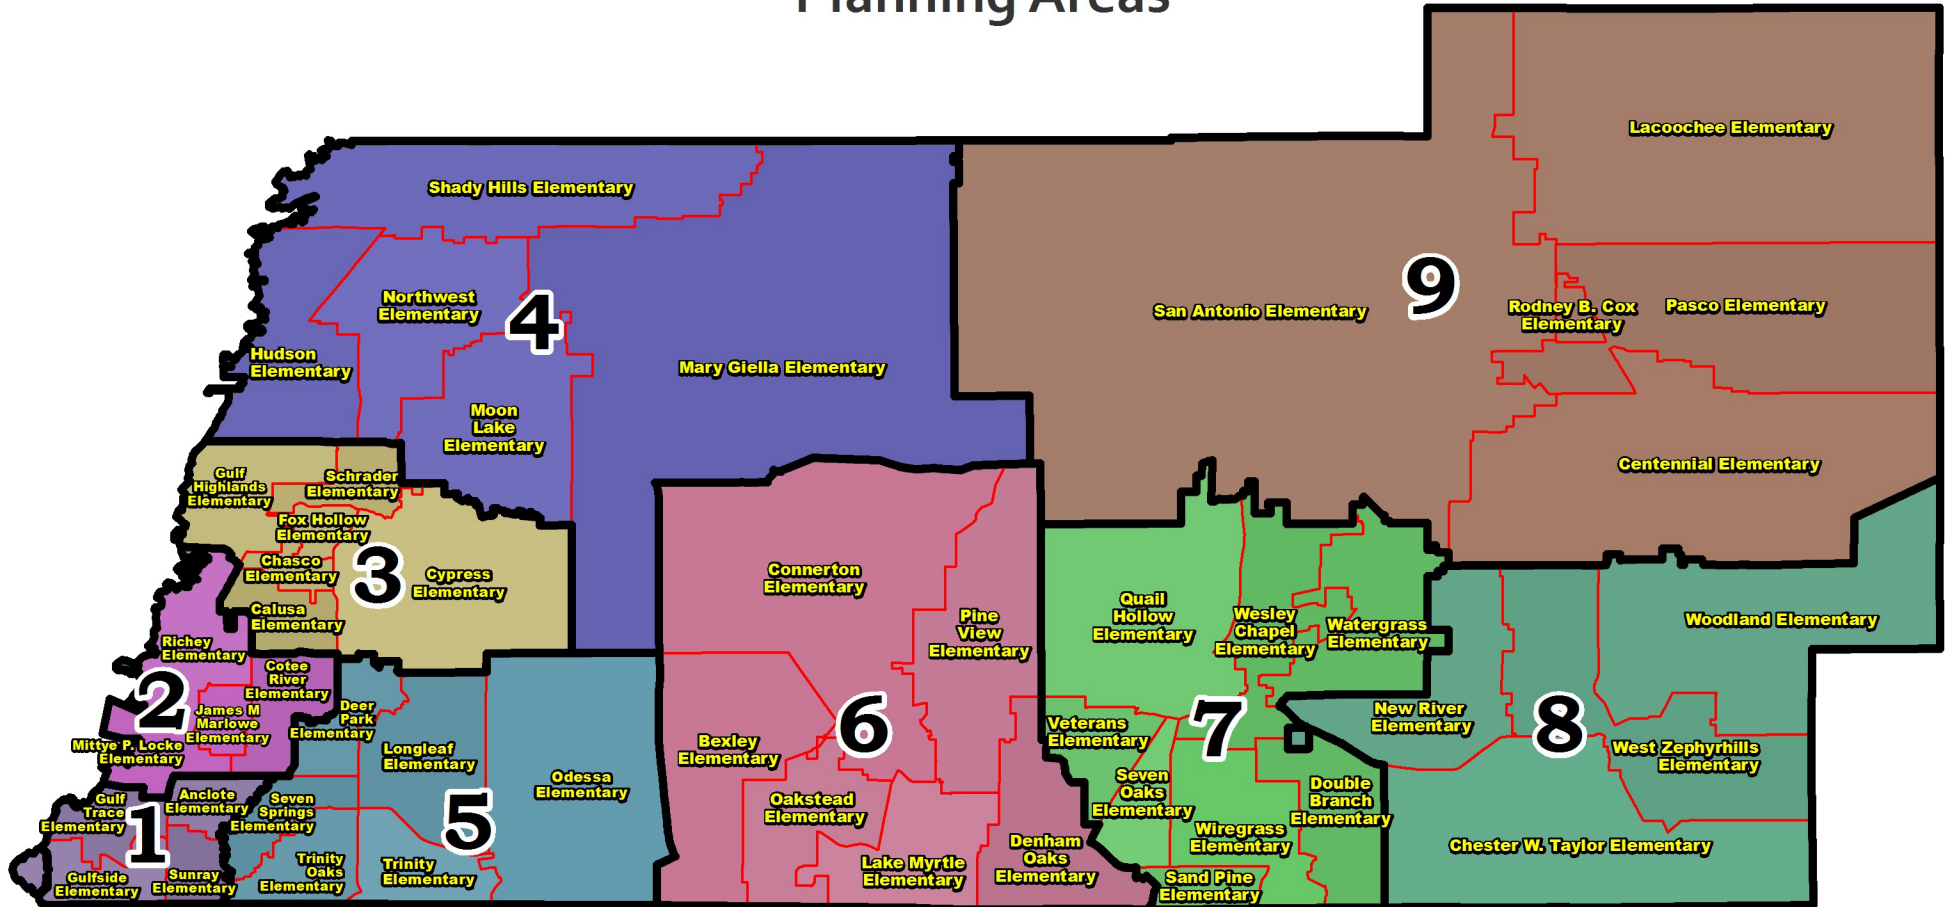 Planning Areas
Lacoochee Elementary
Shady Hills Elementary
Northwest
Elementary
4
9
San Antonio Elementary
Rodney B. Cox
Elementary
Pasco Elementary
Hudson
Elementary
Mary Giella Elementary
Moon
Lake
Elementary
Centennial Elementary
Gulf
Highlands
Elementary
Schrader
Elementary
Fox Hollow
Elementary
Chasco
Elementary
3
Cypress
Elementary
Calusa
Elementary
Connerton
Elementary
Pine
View
Elementary
Quail
Hollow
Elementary
Wesley
Chapel
Elementary
Watergrass
Elementary
Woodland Elementary
Richey
Elementary
Cotee
River
Elementary
2
James M
Marlowe
Elementary
Mittye P. Locke
Elementary
Deer
Park
Elementary
Longleaf
Elementary
Odessa
Elementary
Bexley
Elementary
6
Veterans
Elementary
7
New River
Elementary
8
West Zephyrhills
Elementary
Gulf
Trace
Elementary
Anclote
Elementary
1
Seven
Springs
Elementary
5
Oakstead
Elementary
Seven
Oaks
Elementary
Double
Branch
Elementary
Wiregrass
Elementary
Chester W. Taylor Elementary
Gulfside
Elementary
Sunray
Elementary
Trinity
Oaks
Elementary
Trinity
Elementary
Lake Myrtle
Elementary
Denham
Oaks
Elementary
Sand Pine
Elementary